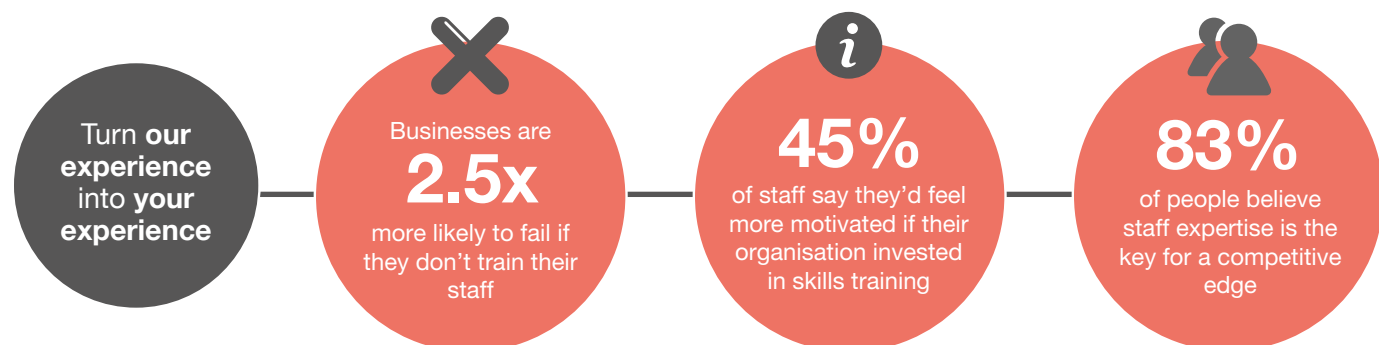 Turn our
experience
into your
experience
Businesses are
2.5x
more likely to fail if
they don't train their
staff
i
45%
of staff say they'd feel
more motivated if their
organisation invested
in skills training
83%
of people believe
staff expertise is the
key for a competitive
edge